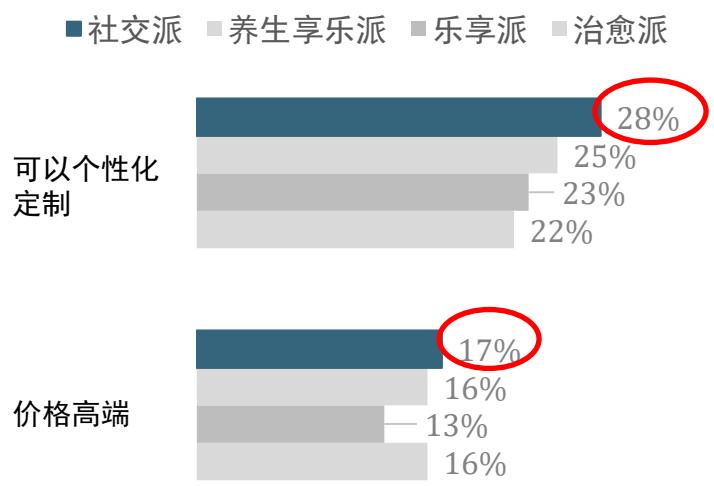 社交派 养生享乐派 乐享派 治愈派
28%
可以个性化
定制
25%
23%
22%
17%
价格高端
16%
13%
16%